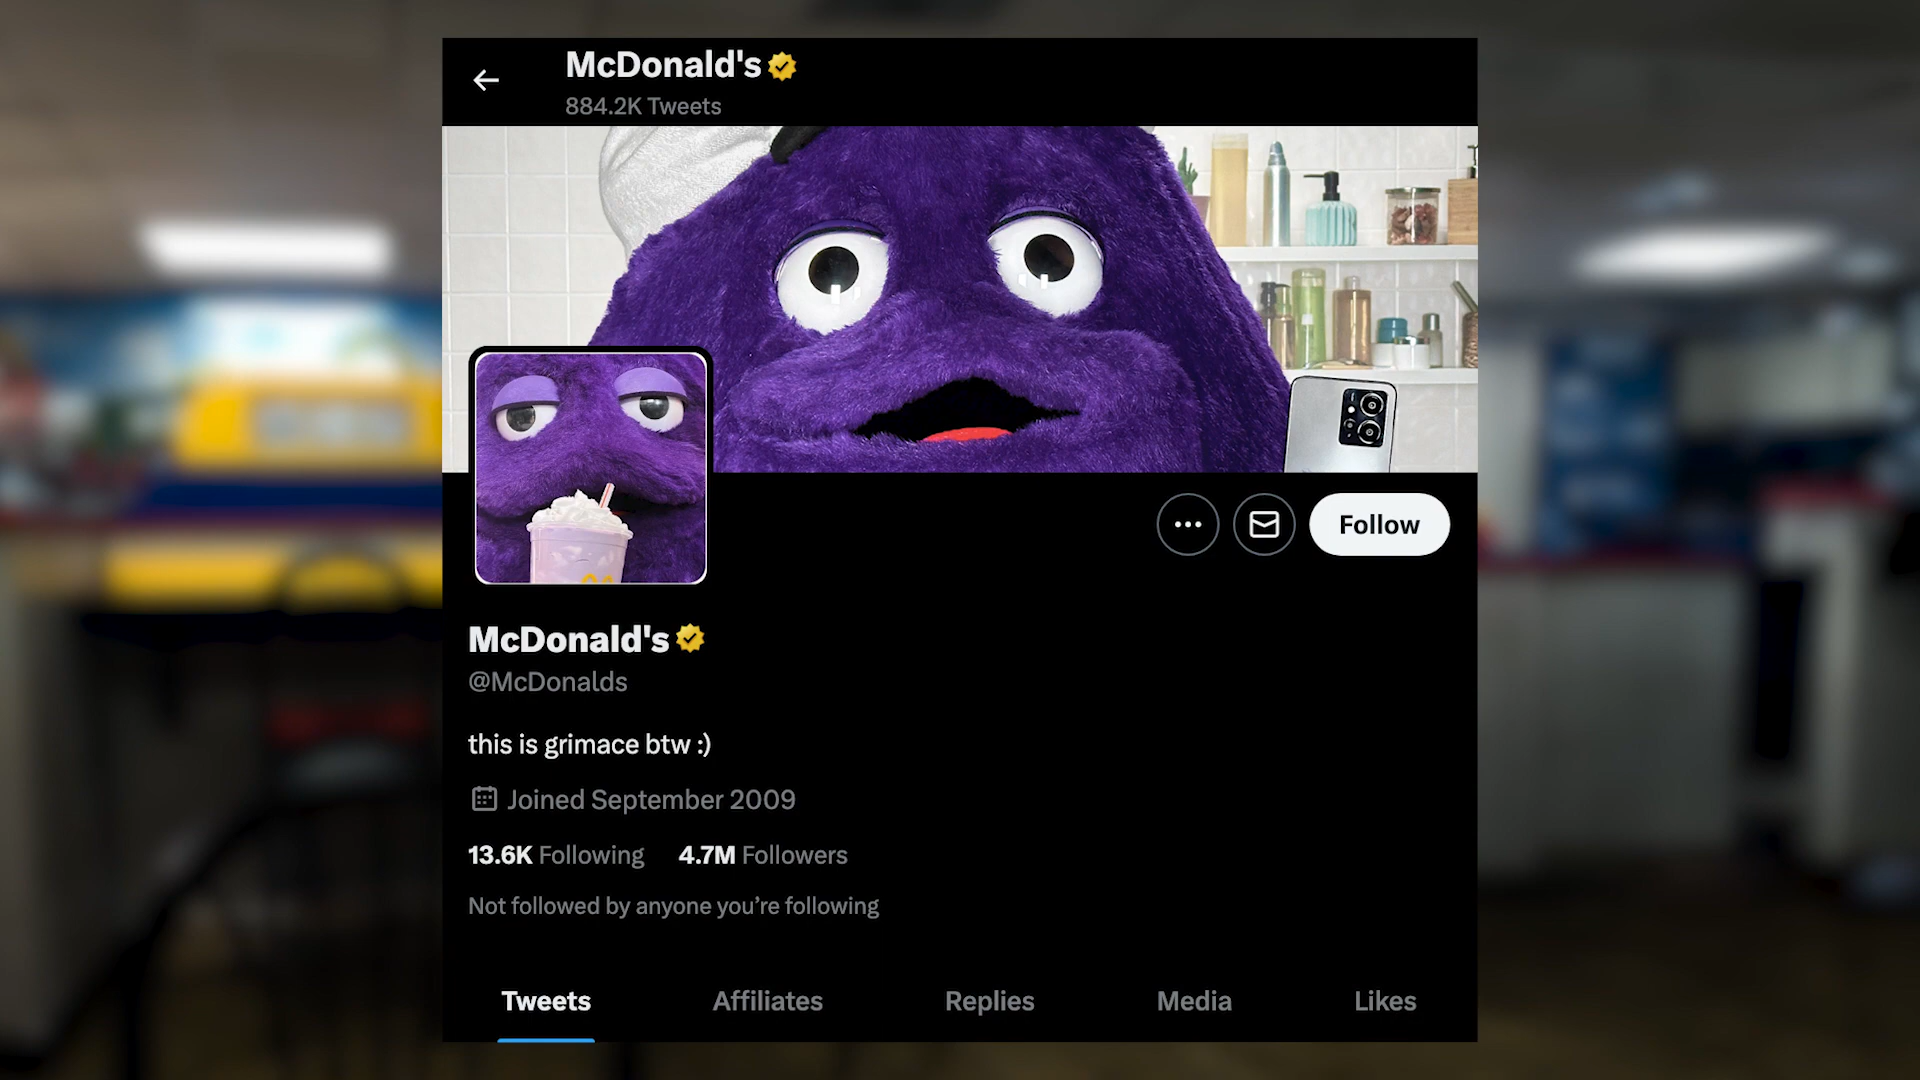 McDonald's
884.2K Tweets
Follow
McDonald's
@McDonalds
this is grimace btw :)
Joined September 2009
13.6K Following 4.7M Followers
Not followed by anyone you’re following
Tweets Affiliates Replies Media Likes